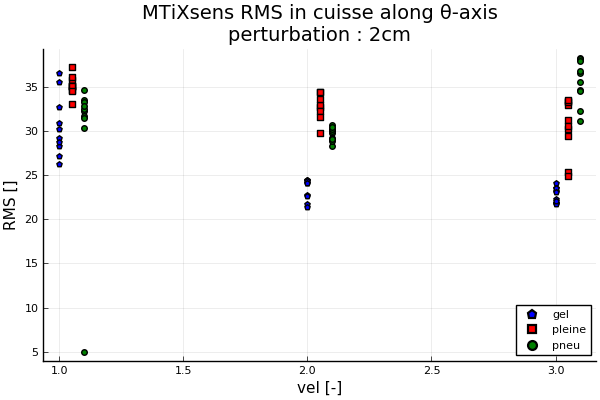 MTiXsens RMS in cuisse along θ-axis
perturbation : 2cm
RMS []
35
30
25
20
15
10
5
1.0
1.5
2.0
2.5
3.0
vel [-]
gel
pleine
pneu